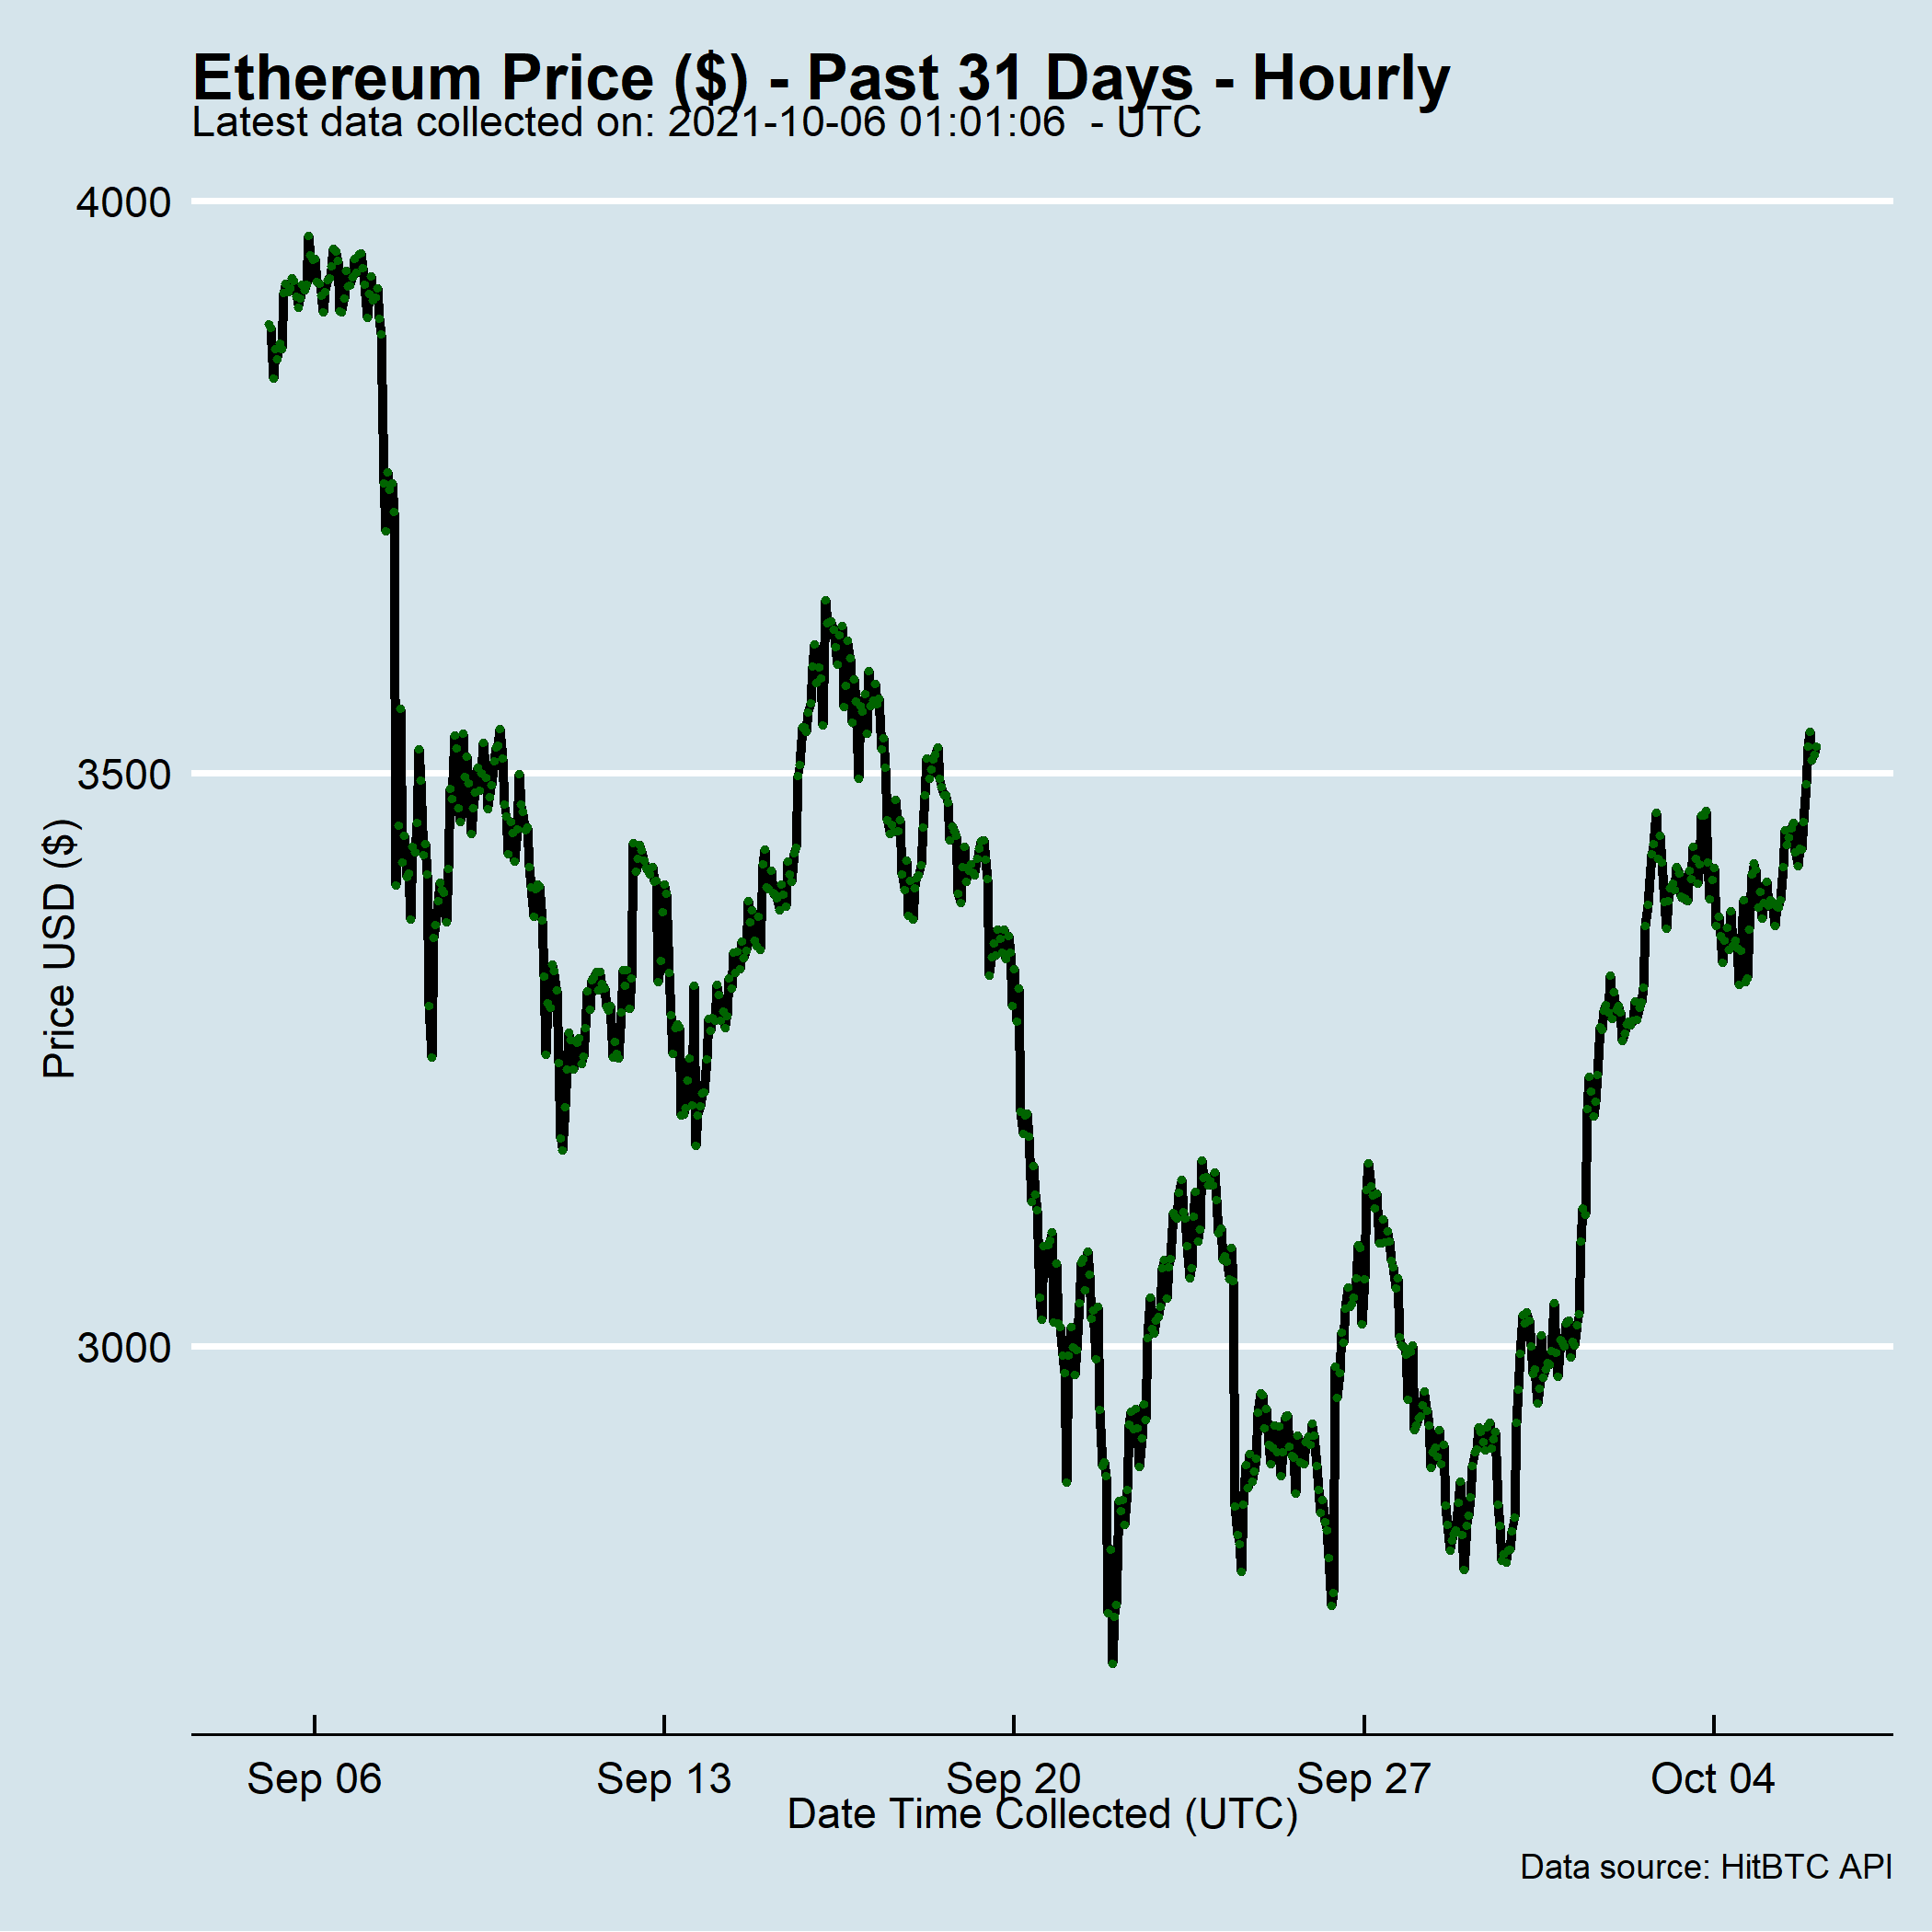 Ethereum Price ($) - Past 31 Days - Hourly
Latest data collected on: 2021-10-06 01:01:06  - UTC
4000
3500
3000
Price USD ($)
Sep 06 Sep 13 Sep 20 Sep 27 Oct 04
Date Time Collected (UTC)
Data source: HitBTC API